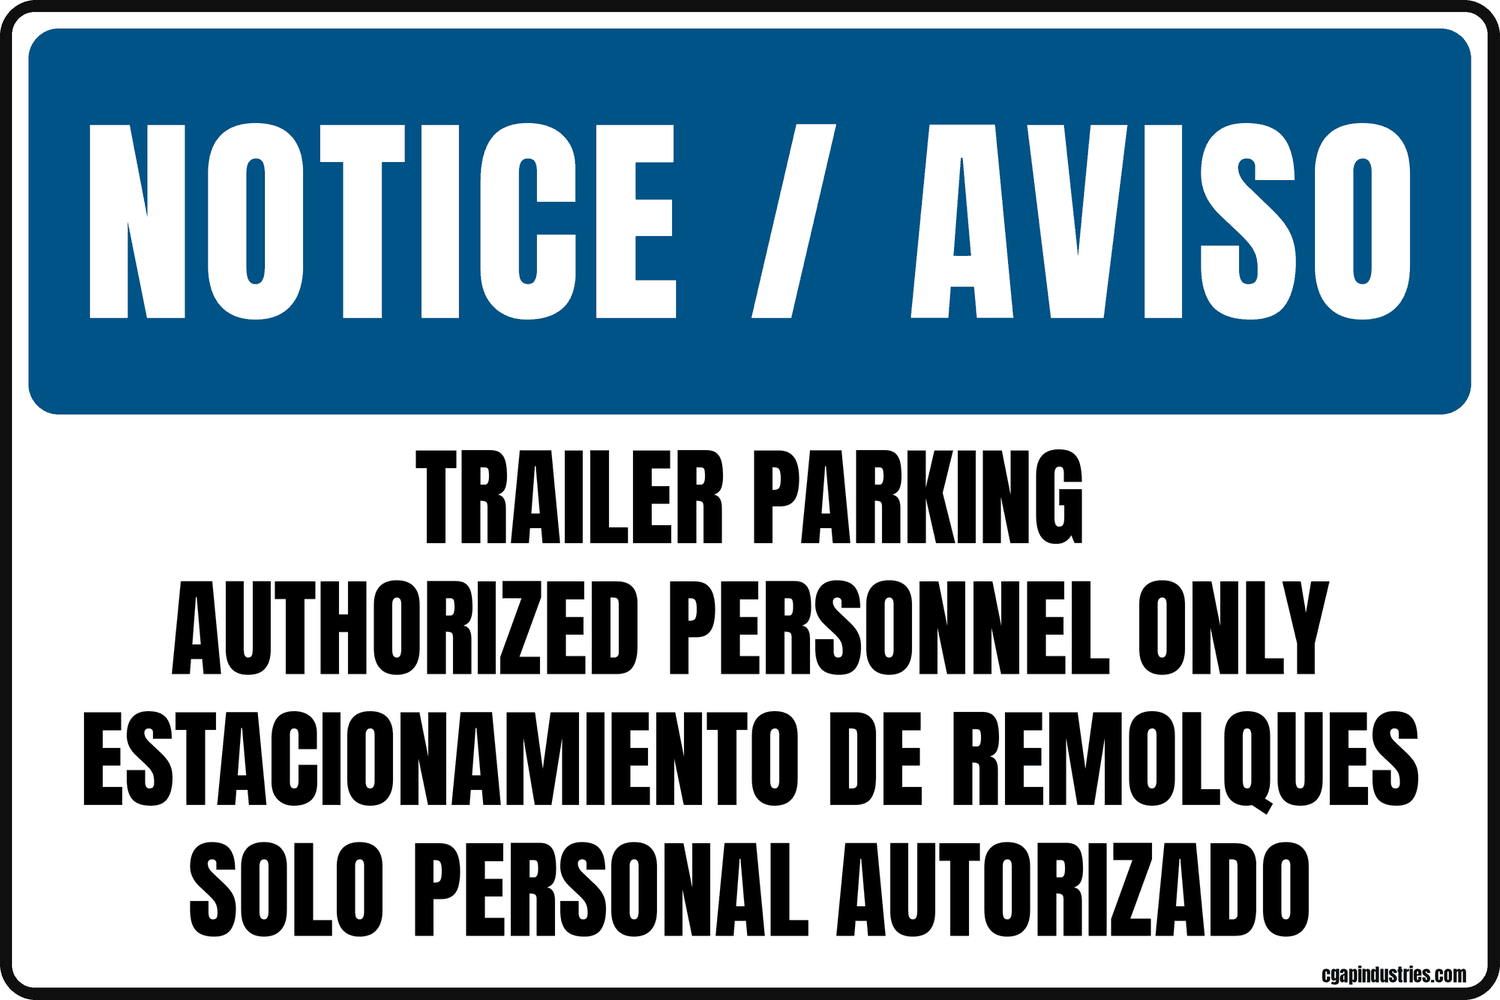 NOTICE / AVISO
TRAILER PARKING
AUTHORIZED PERSONNEL ONLY
ESTACIONAMIENTO DE REMOLQUES
SOLO PERSONAL AUTORIZADO
cgapindustries.com